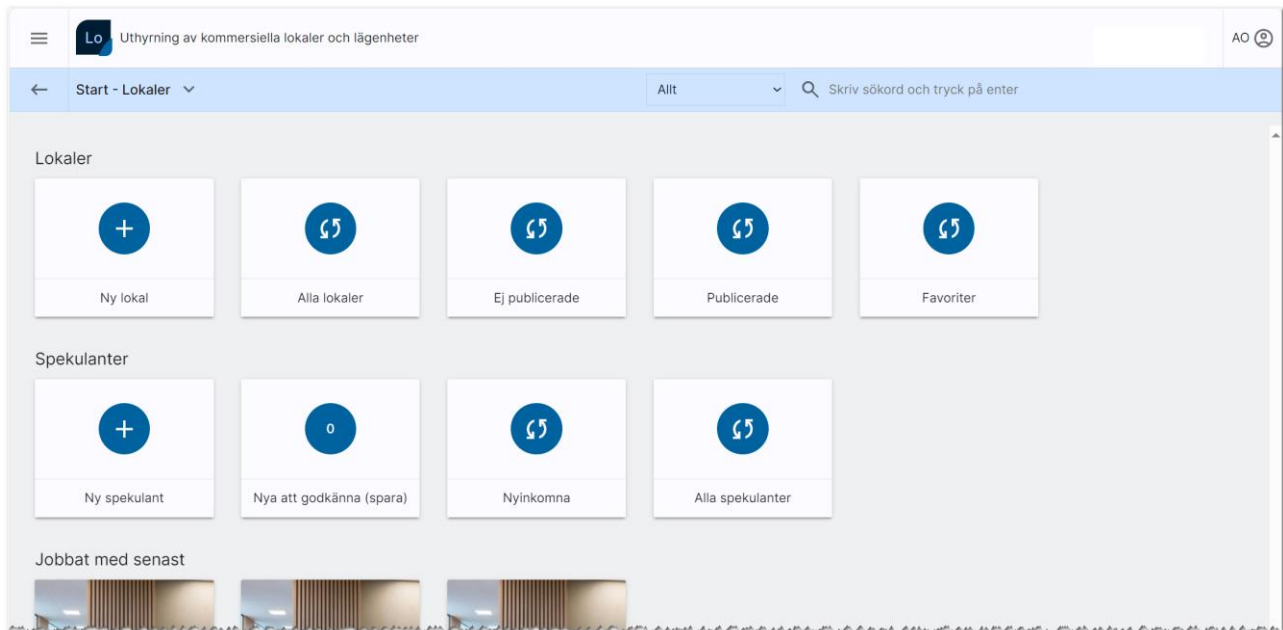 Lo Uthyrning av kommersiella lokaler och lägenheter AO
Start - Lokaler Allt Skriv sökord och tryck på enter
Lokaler
Ny lokal Alla lokaler Ej publicerade Publicerade Favoriter
Spekulanter
0
Ny spekulant Nya att godkänna (spara) Nyinkomna Alla spekulanter
Jobbat med senast